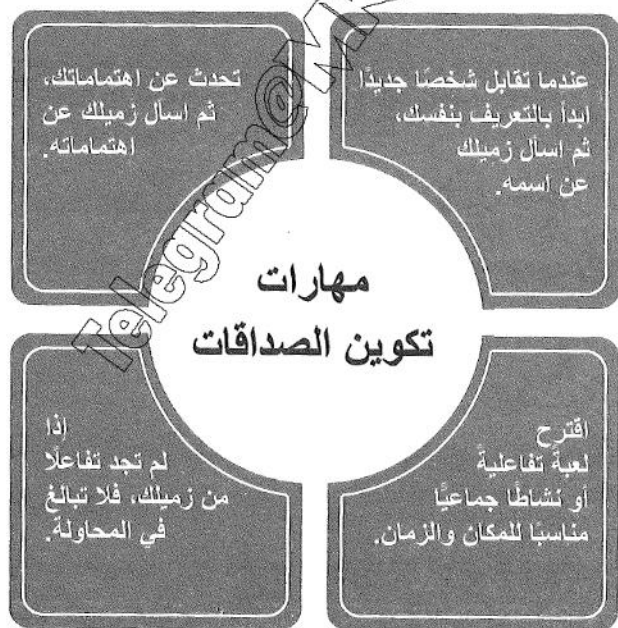 عندما تقابل شخصًا جديدًا
ابدأ بالتعريف بنفسك،
ثم اسأل زميلك
عن اسمه.
تحدث عن اهتماماتك،
ثم اسأل زميلك عن
اهتماماته.
مهارات
تكوين الصداقات
اقترح
لعبةً تفاعليةً
أو نشاطًا جماعيًا
مناسبًا للمكان والزمان.
إذا
لم تجد تفاعلًا
من زميلك، فلا تبالغ
في المحاولة.
Telegram@